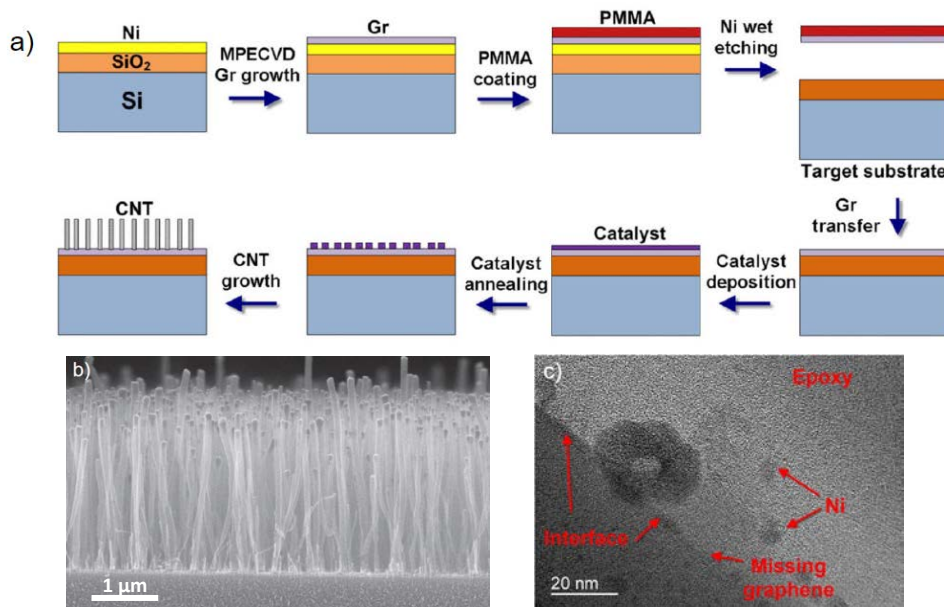 a)
Ni
SiO₂
Si
MPECVD
Gr growth
Gr
PMMA
coating
PMMA
Ni wet
etching
Target substrate
Gr
transfer
CNT
CNT
growth
Catalyst
annealing
Catalyst
Catalyst
deposition
b)
1 µm
c)
Epoxy
Ni
Interface
Missing
graphene
20 nm